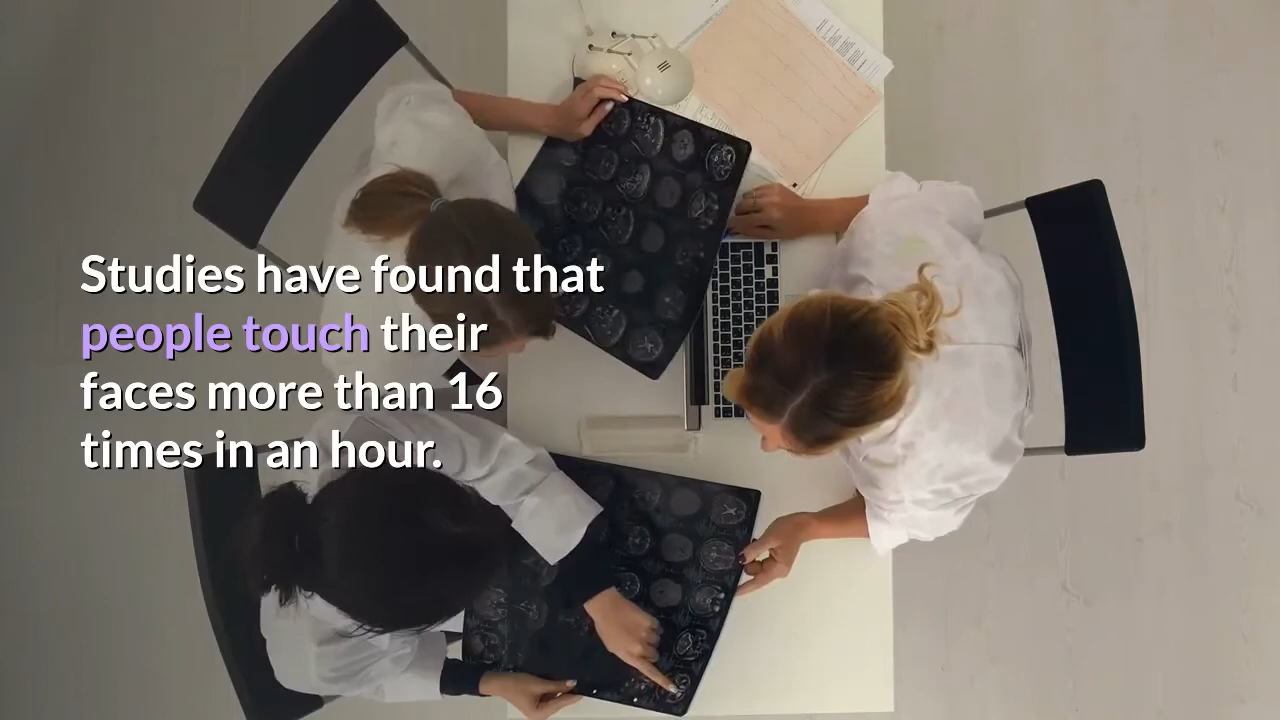 Studies have found that
people touch their
faces more than 16
times in an hour.